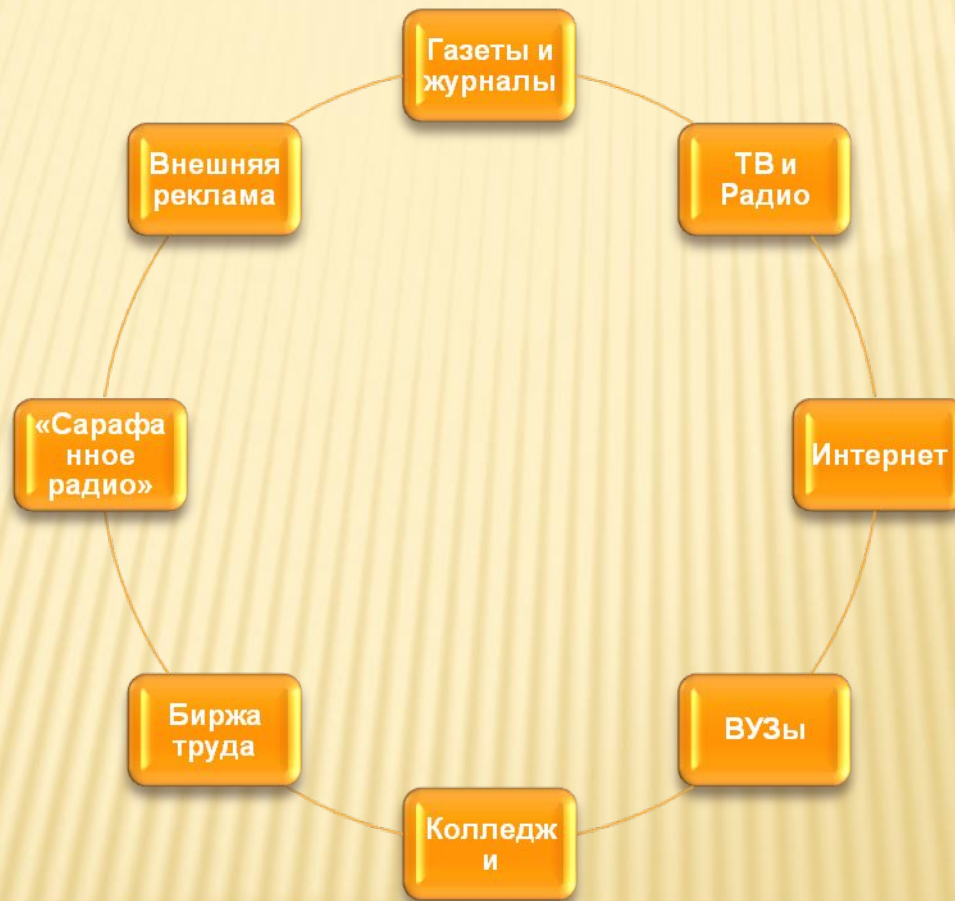 Газеты и
журналы
ТВ и
Радио
Интернет
ВУЗы
Колледж
и
Биржа
труда
«Сарафа
нное
радио»
Внешняя
реклама